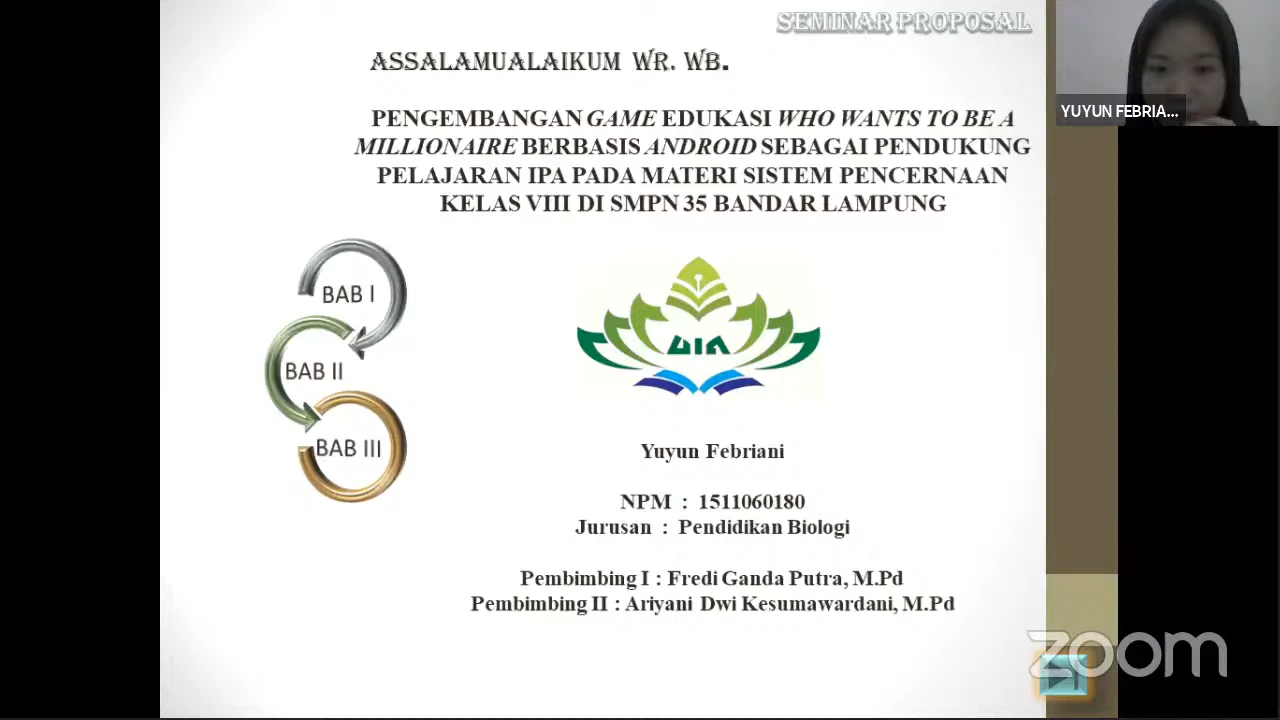 SEMINAR PROPOSAL
ASSALAMUALAIKUM WR. WB.
PENGEMBANGAN GAME EDUKASI WHO WANTS TO BE A
MILLIONAIRE BERBASIS ANDROID SEBAGAI PENDUKUNG
PELAJARAN IPA PADA MATERI SISTEM PENCERNAAN
KELAS VIII DI SMPN 35 BANDAR LAMPUNG
BAB I
BAB II
BAB III
UIN
Yuyun Febriani
NPM : 1511060180
Jurusan : Pendidikan Biologi
Pembimbing I : Fredi Ganda Putra, M.Pd
Pembimbing II : Ariyani Dwi Kesumawardani, M.Pd
YUYUN FEBRIA...
zoom